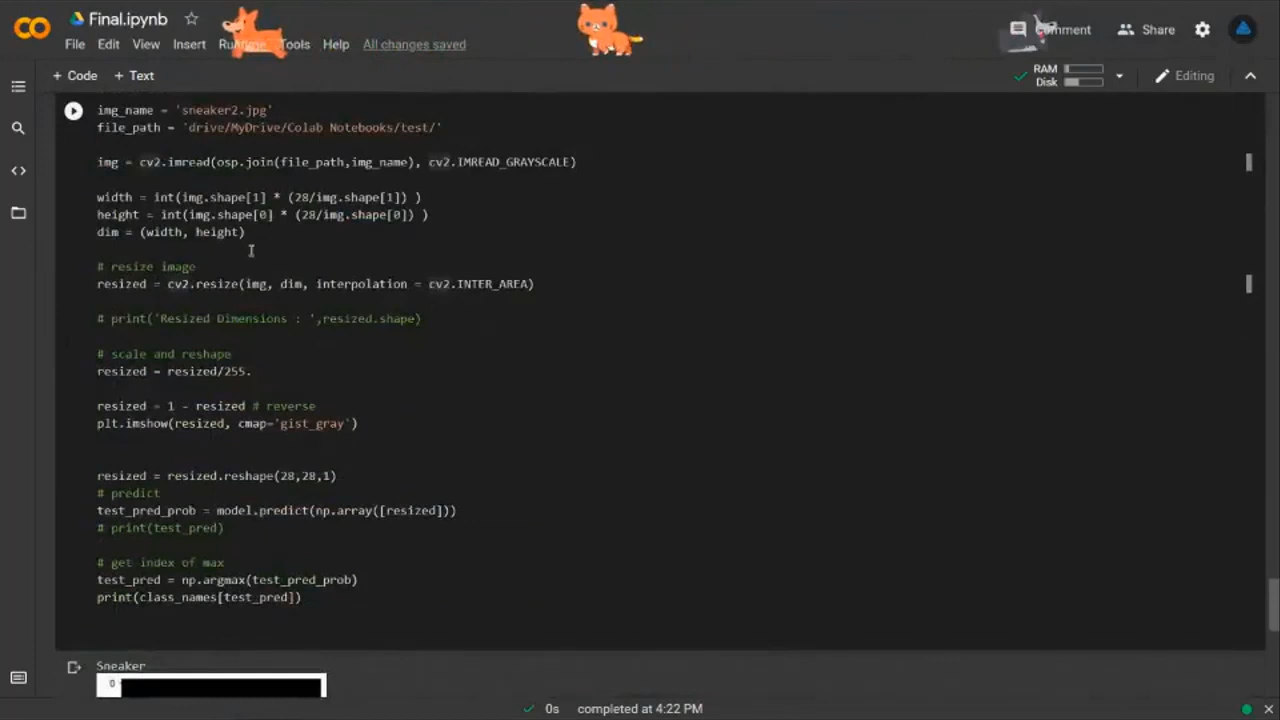 Final.ipynb
File Edit View Insert Runtime Tools Help All changes saved
Comment Share
+ Code + Text
RAM
Disk
Editing
img_name = 'sneaker2.jpg'
file_path = 'drive/MyDrive/Colab Notebooks/test/'
img = cv2.imread(osp.join(file_path,img_name), cv2.IMREAD_GRAYSCALE)
width = int(img.shape[1] * (28/img.shape[1]) )
height = int(img.shape[0] * (28/img.shape[0]) )
dim = (width, height)
# resize image
resized = cv2.resize(img, dim, interpolation = cv2.INTER_AREA)
# print('Resized Dimensions : ',resized.shape)
# scale and reshape
resized = resized/255.
resized = 1 - resized # reverse
plt.imshow(resized, cmap='gist_gray')
resized = resized.reshape(28,28,1)
# predict
test_pred_prob = model.predict(np.array([resized]))
# print(test_pred)
# get index of max
test_pred = np.argmax(test_pred_prob)
print(class_names[test_pred])
Sneaker
0
0s completed at 4:22 PM